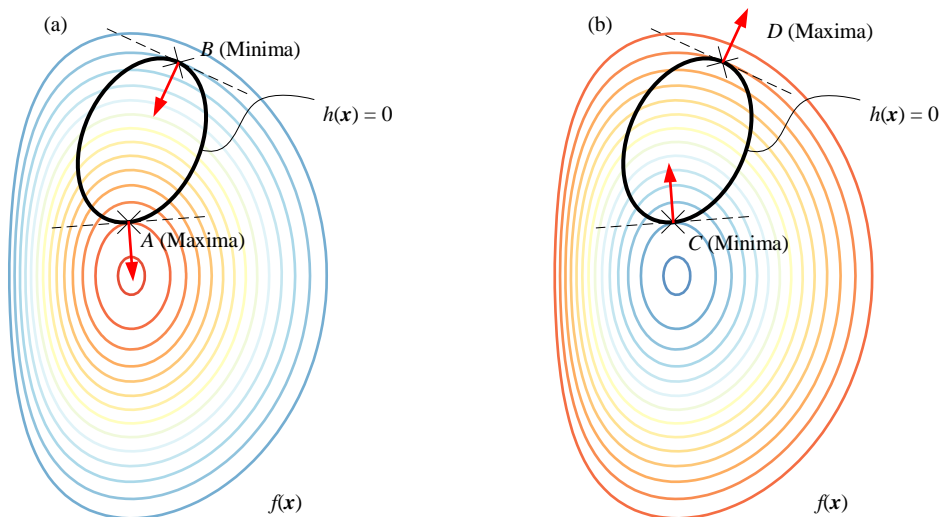 (a)
B (Minima)
h(x) = 0
A (Maxima)
f(x)
(b)
D (Maxima)
h(x) = 0
C (Minima)
f(x)